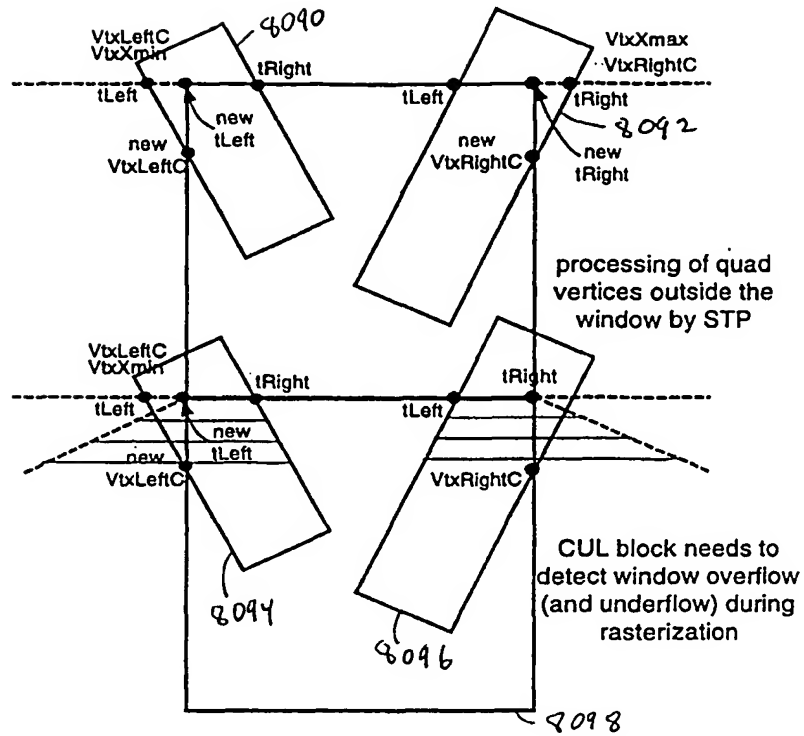 8090
VtxLeftC
VtxXmin
tRight
tLeft
new
tLeft
new
VtxLeftC
VtxXmax
VtxRightC
tLeft
tRight
8092
new
VtxRightC
new
tRight
processing of quad
vertices outside the
window by STP
VtxLeftC
VtxXmin
tLeft
tRight
new
tLeft
new
VtxLeftC
tRight
tLeft
VtxRightC
8094
8096
CUL block needs to
detect window overflow
(and underflow) during
rasterization
8098